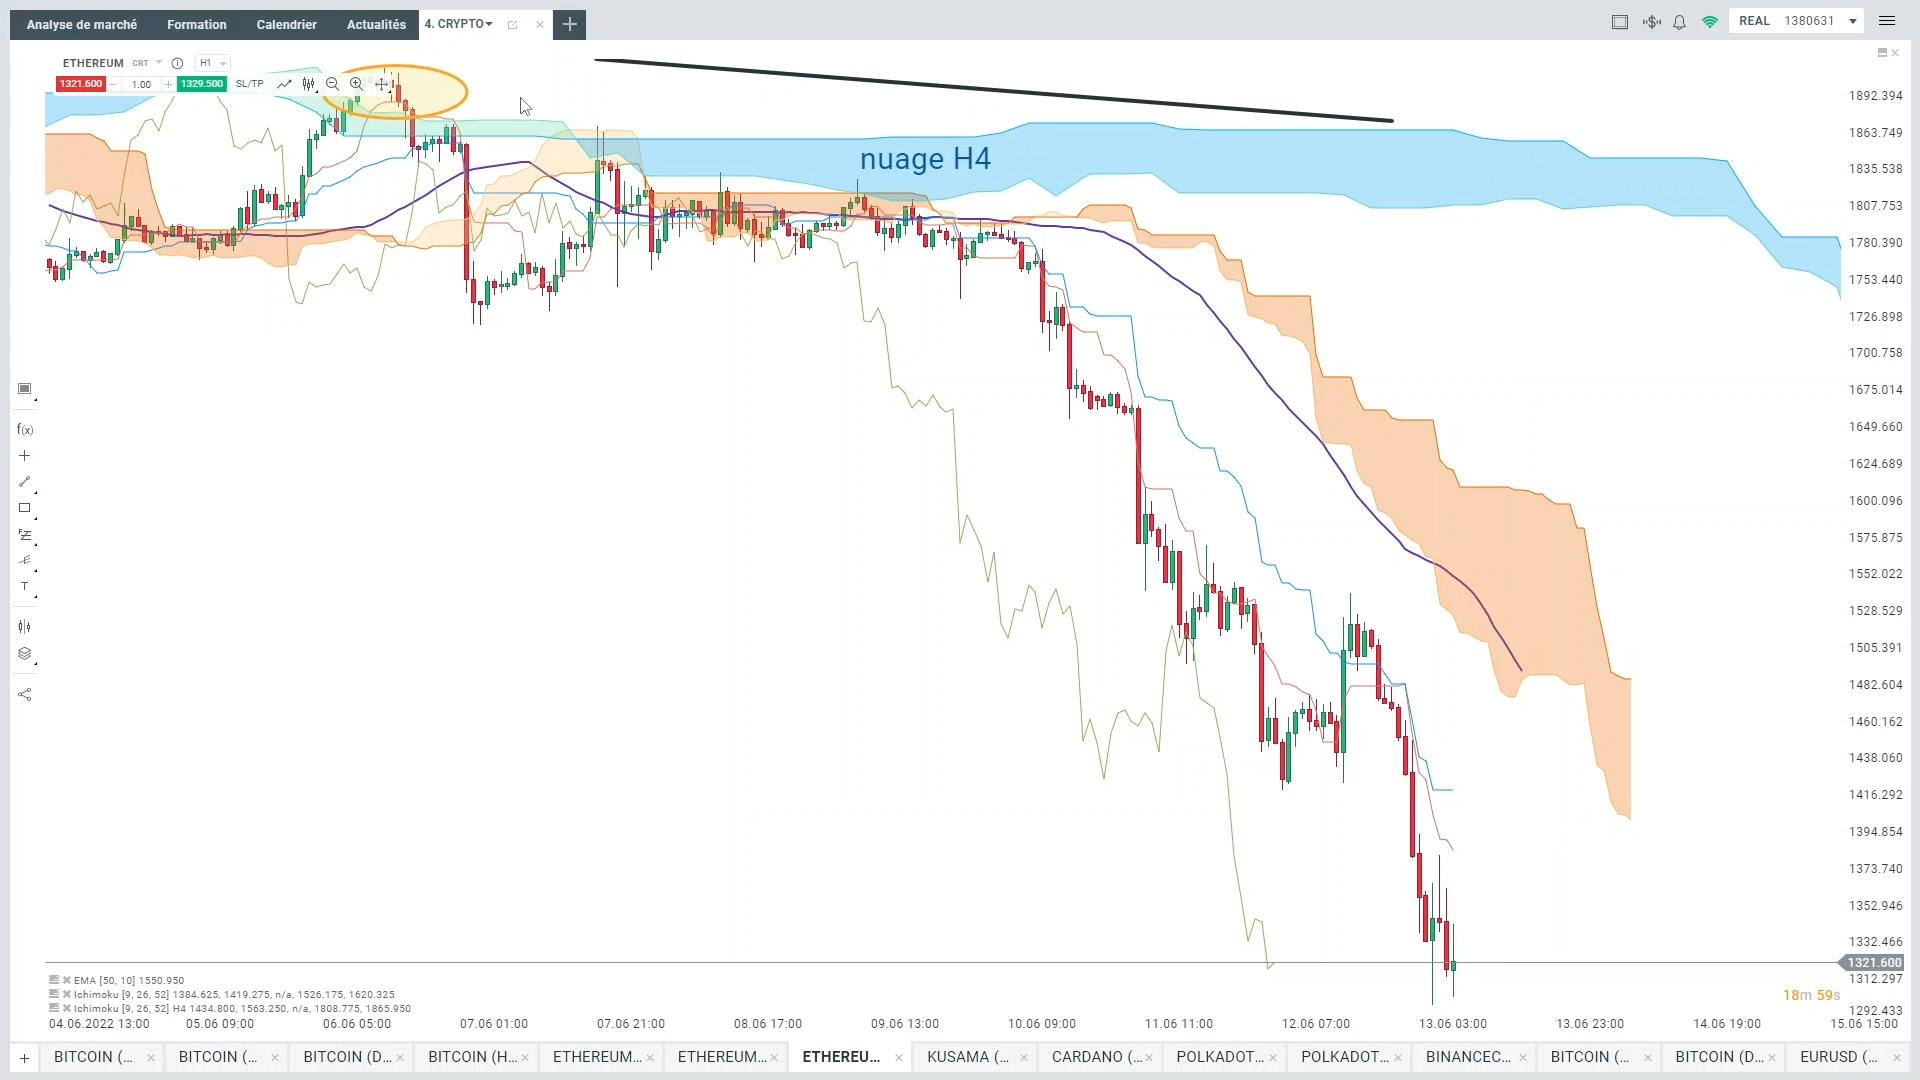 Analyse de marché Formation Calendrier Actualités 4. CRYPTO
REAL 1380631
ETHEREUM CRT H1
1321.600 1.00 1329.500 SL/TP
nuage H4
1892.394
1863.749
1835.538
1807.753
1780.390
1753.440
1726.898
1700.758
1675.014
1649.660
1624.689
1600.096
1575.875
1552.022
1528.529
1505.391
1482.604
1460.162
1438.060
1416.292
1394.854
1373.740
1352.946
1332.466
1321.600
1312.297
1292.433
f(x)
T
18m 59s
EMA [50, 10] 1550.950
Ichimoku [9, 26, 52] 1384.625, 1419.275, n/a, 1526.175, 1620.325
Ichimoku [9, 26, 52] H4 1434.800, 1563.250, n/a, 1808.775, 1865.950
04.06.2022 13:00 05.06 09:00 06.06 05:00 07.06 01:00 07.06 21:00 08.06 17:00 09.06 13:00 10.06 09:00 11.06 11:00 12.06 07:00 13.06 03:00 13.06 23:00 14.06 19:00 15.06 15:00
BITCOIN (... BITCOIN (... BITCOIN (D... BITCOIN (H... ETHEREUM... ETHEREUM... ETHEREU... KUSAMA (... CARDANO (... POLKADOT... POLKADOT... BINANCEC... BITCOIN (... BITCOIN (D... EURUSD (...